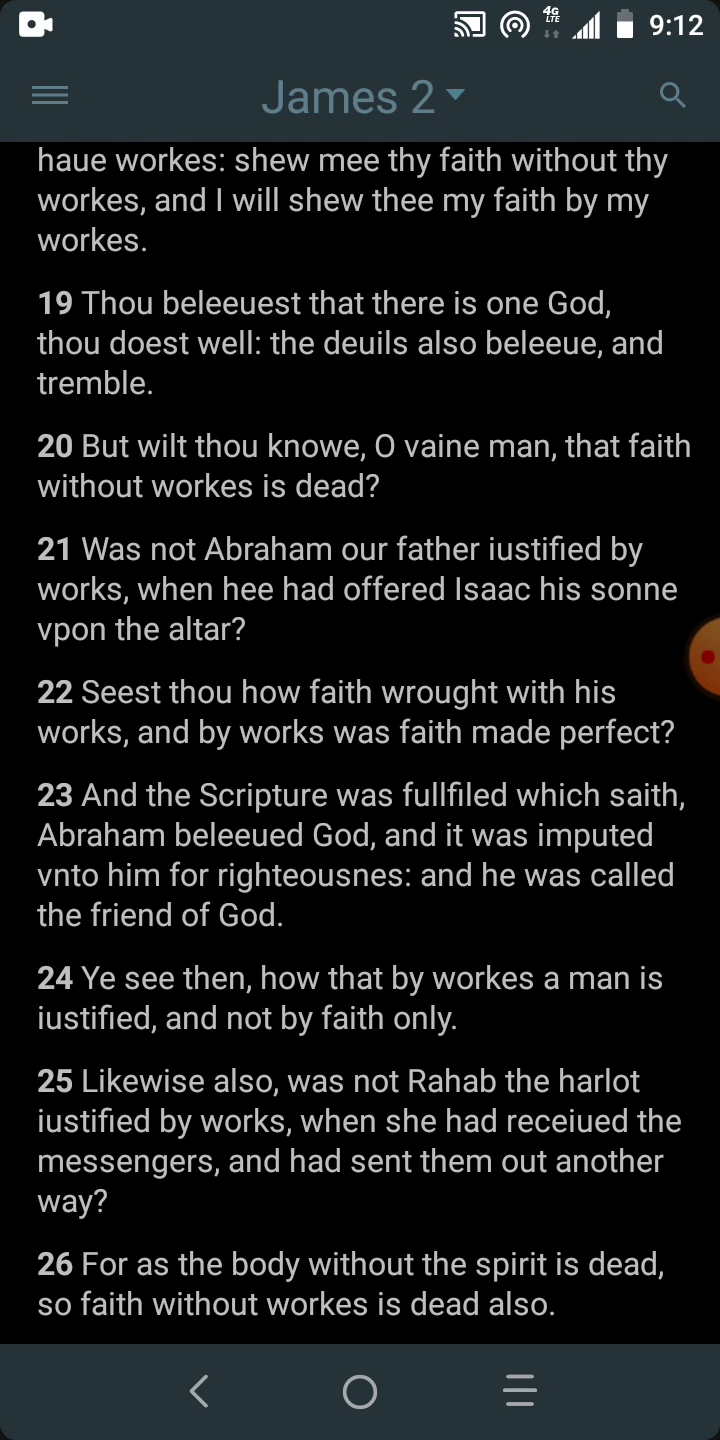 4G
LTE
9:12
James 2
haue workes: shew mee thy faith without thy
workes, and I will shew thee my faith by my
workes.
19 Thou beleeuest that there is one God,
thou doest well: the deuils also beleeue, and
tremble.
20 But wilt thou knowe, O vaine man, that faith
without workes is dead?
21 Was not Abraham our father iustified by
works, when hee had offered Isaac his sonne
vpon the altar?
22 Seest thou how faith wrought with his
works, and by works was faith made perfect?
23 And the Scripture was fullfiled which saith,
Abraham beleeued God, and it was imputed
vnto him for righteousnes: and he was called
the friend of God.
24 Ye see then, how that by workes a man is
iustified, and not by faith only.
25 Likewise also, was not Rahab the harlot
iustified by works, when she had receiued the
messengers, and had sent them out another
way?
26 For as the body without the spirit is dead,
so faith without workes is dead also.